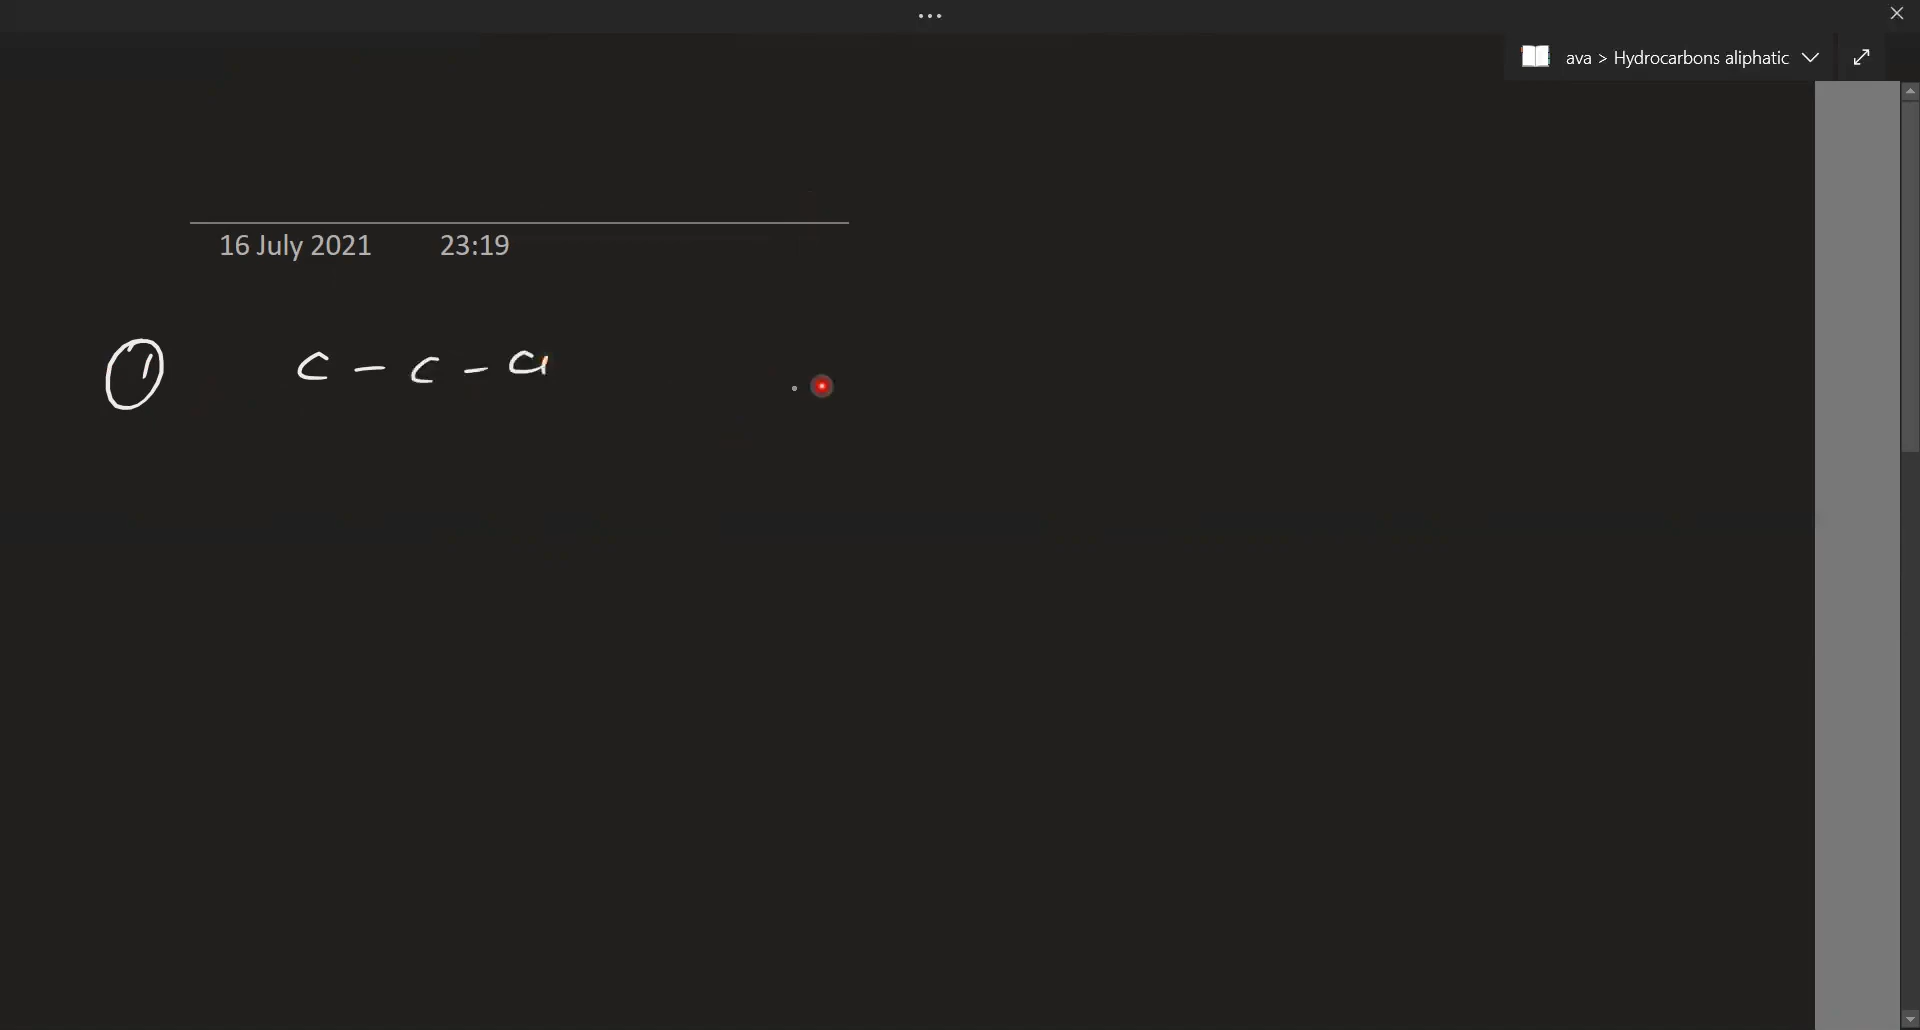 ava > Hydrocarbons aliphatic
16 July 2021 23:19
① c - c - cl